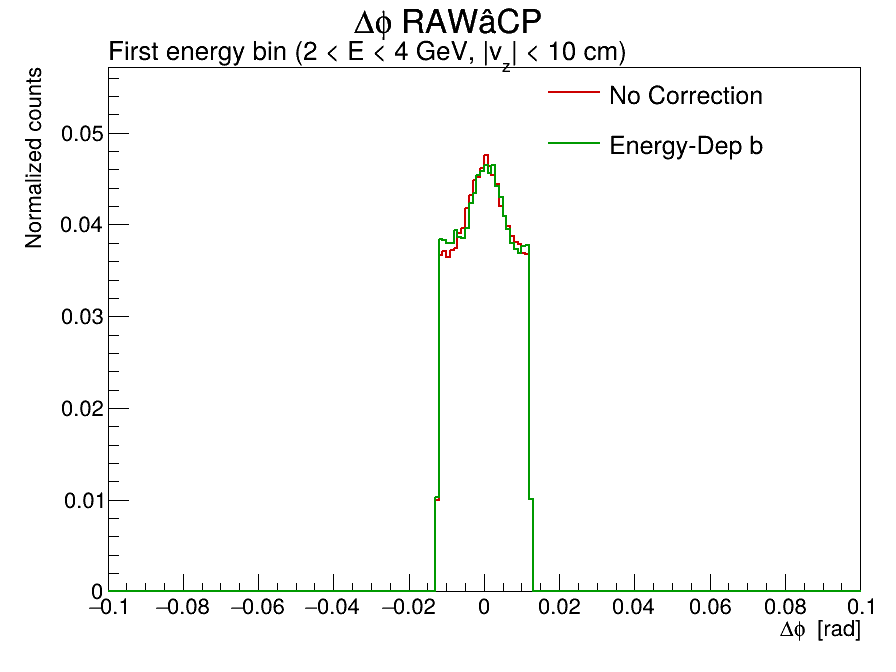 Δϕ RAWâCP
First energy bin (2 < E < 4 GeV, |v_z| < 10 cm)
Normalized counts
No Correction
Energy-Dep b
0.05
0.04
0.03
0.02
0.01
0
−0.1 −0.08 −0.06 −0.04 −0.02 0 0.02 0.04 0.06 0.08 0.1
Δϕ [rad]